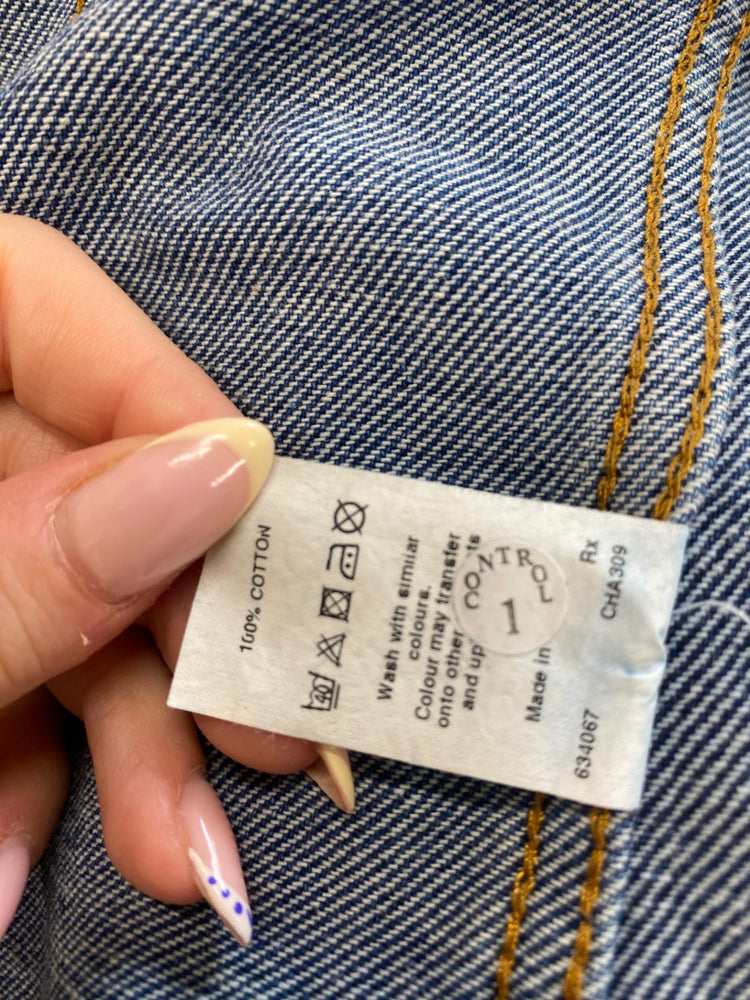 100% COTTON
40
Wash with similar
colours.
Colour may transfer
onto other
and up
CONTROL
1
Made in
Rx
634067
CHA309